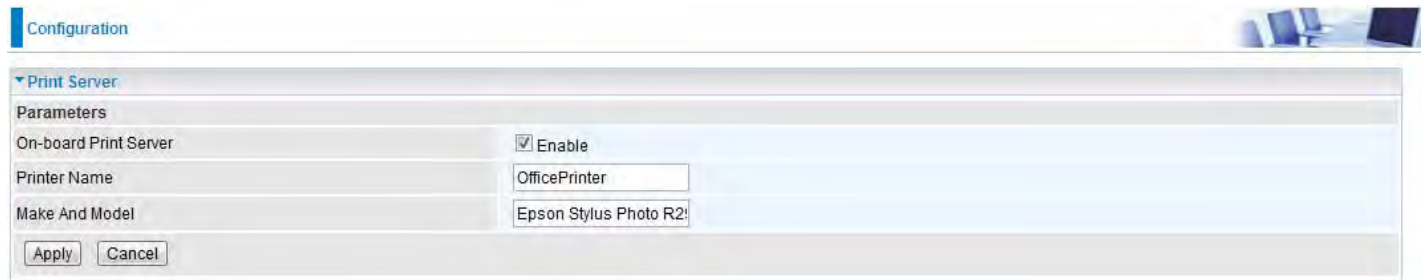 Configuration
Print Server
Parameters
On-board Print Server Enable
Printer Name OfficePrinter
Make And Model Epson Stylus Photo
Apply Cancel